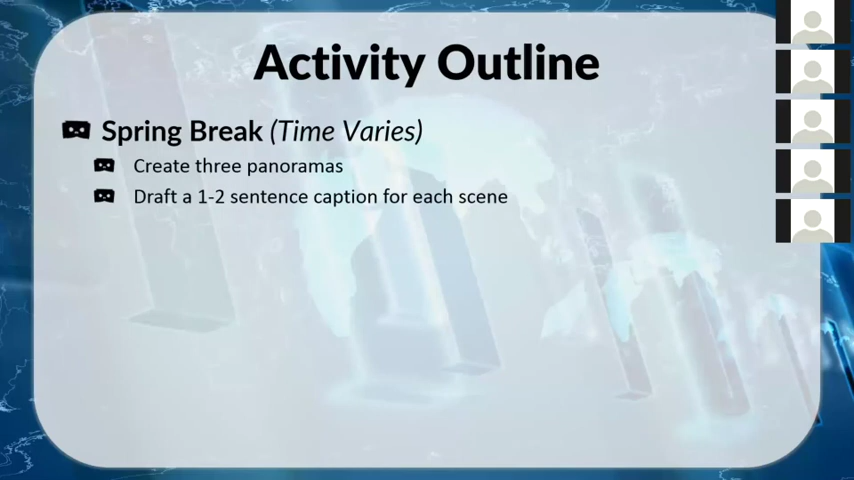 Activity Outline
Spring Break (Time Varies)
Create three panoramas
Draft a 1-2 sentence caption for each scene